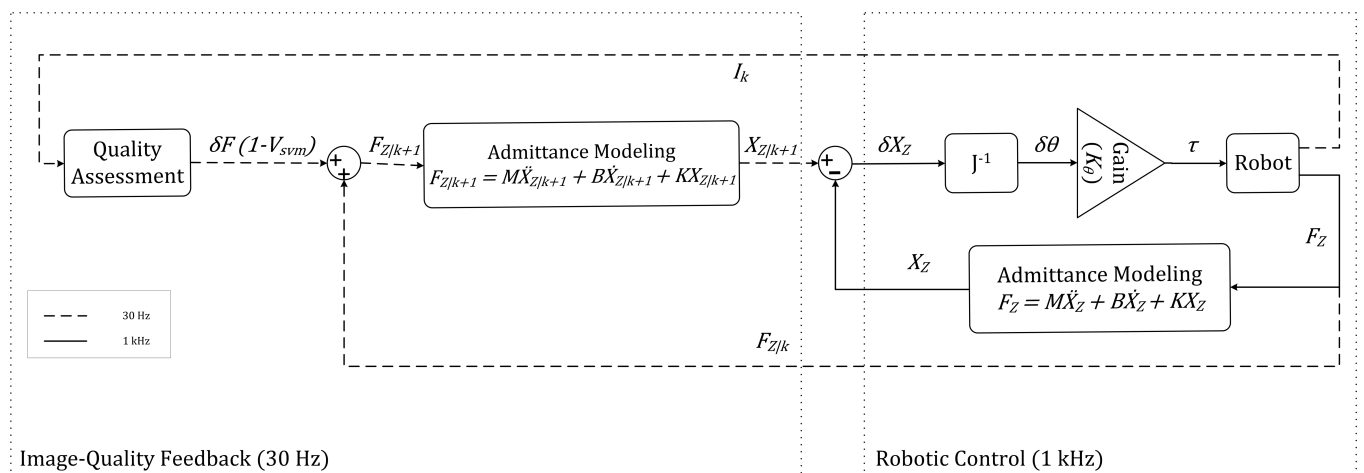 I_k
Quality
Assessment
δF (1-V_svm)
+
+
F_Z|k+1
Admittance Modeling
F_Z|k+1 = MẌ_Z|k+1 + BẊ_Z|k+1 + KX_Z|k+1
X_Z|k+1
+
-
δX_Z
J⁻¹
δθ
Gain
(K_θ)
τ
Robot
F_Z
X_Z
Admittance Modeling
F_Z = MẌ_Z + BẊ_Z + KX_Z
30 Hz
1 kHz
F_Z|k
Image-Quality Feedback (30 Hz)
Robotic Control (1 kHz)